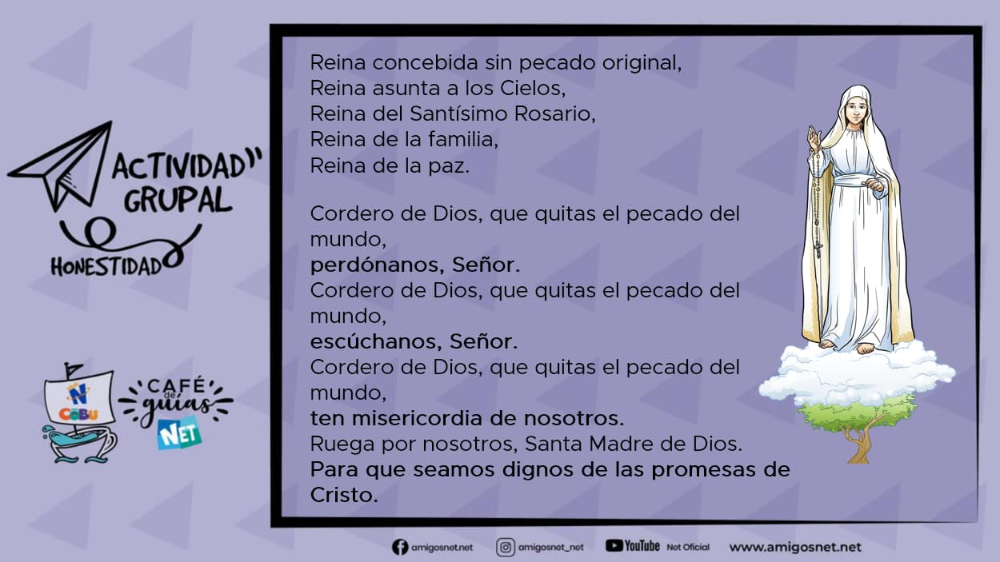 ACTIVIDAD
GRUPAL
HONESTIDAD
N
COBU
CAFÉ
de
guías
NET
Reina concebida sin pecado original,
Reina asunta a los Cielos,
Reina del Santísimo Rosario,
Reina de la familia,
Reina de la paz.
Cordero de Dios, que quitas el pecado del
mundo,
perdónanos, Señor.
Cordero de Dios, que quitas el pecado del
mundo,
escúchanos, Señor.
Cordero de Dios, que quitas el pecado del
mundo,
ten misericordia de nosotros.
Ruega por nosotros, Santa Madre de Dios.
Para que seamos dignos de las promesas de
Cristo.
amigosnet.net amigosnet_net YouTube Net Oficial www.amigosnet.net